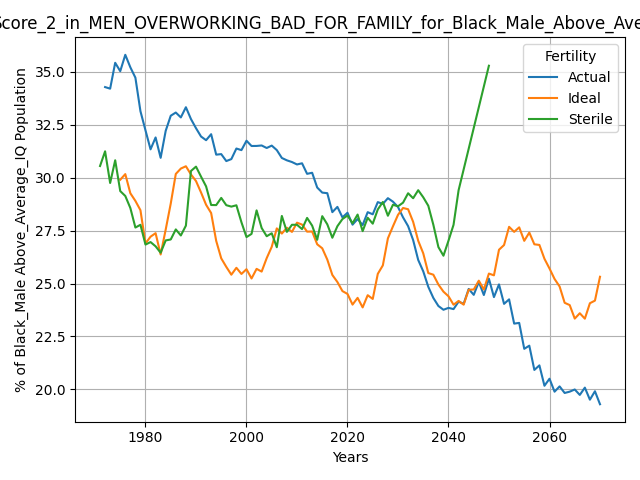 Score_2_in_MEN_OVERWORKING_BAD_FOR_FAMILY_for_Black_Male_Above_Ave
% of Black_Male Above_Average_IQ Population
35.0
32.5
30.0
27.5
25.0
22.5
20.0
Fertility
Actual
Ideal
Sterile
1980
2000
2020
2040
2060
Years